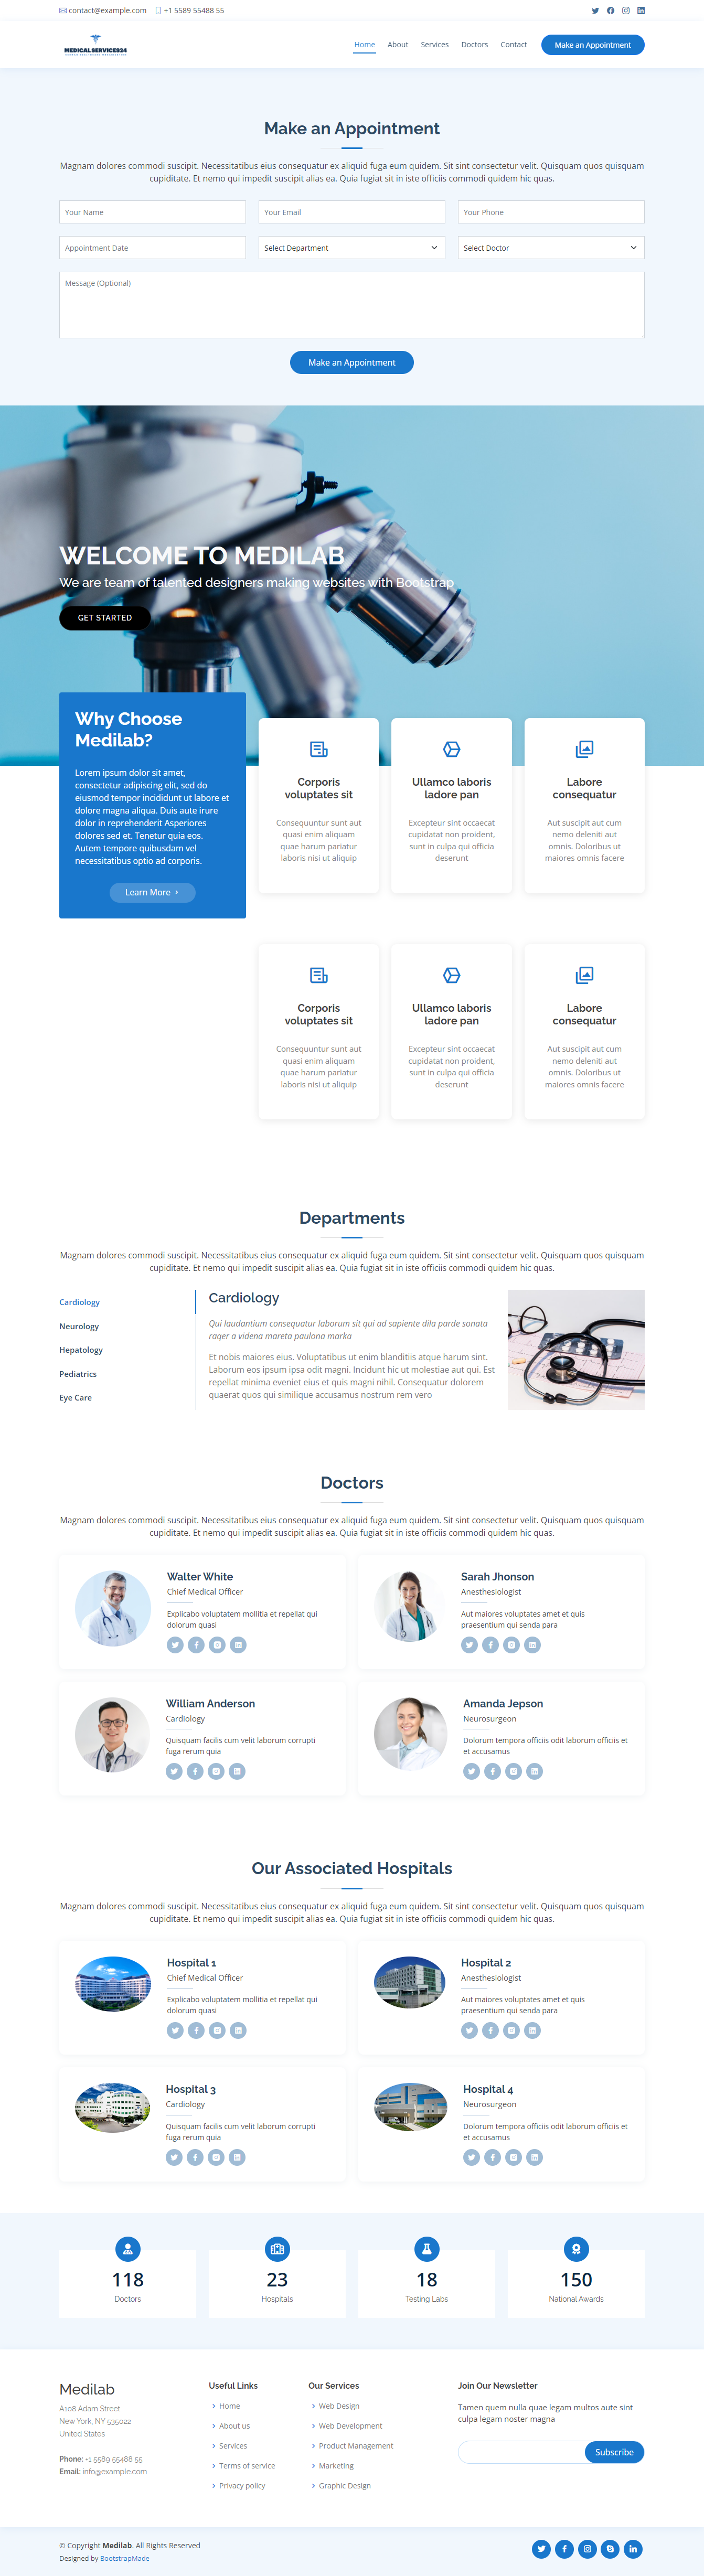 contact@example.com +1 5589 55488 55
MEDICAL SERVICES24
Home About Services Doctors Contact Make an Appointment
Make an Appointment
Magnam dolores commodi suscipit. Necessitatibus eius consequatur ex aliquid fuga eum quidem. Sit sint consectetur velit. Quisquam quos quisquam
cupiditate. Et nemo qui impedit suscipit alias ea. Quia fugiat sit in iste officiis commodi quidem hic quas.
Your Name Your Email Your Phone
Appointment Date Select Department Select Doctor
Message (Optional)
Make an Appointment
WELCOME TO MEDILAB
We are team of talented designers making websites with Bootstrap
GET STARTED
Why Choose
Medilab?
Lorem ipsum dolor sit amet,
consectetur adipiscing elit, sed do
eiusmod tempor incididunt ut labore et
dolore magna aliqua. Duis aute irure
dolor in reprehenderit Asperiores
dolores sed et. Tenetur quia eos.
Autem tempore quibusdam vel
necessitatibus optio ad corporis.
Learn More
Corporis
voluptates sit
Consequuntur sunt aut
quasi enim aliquam
quae harum pariatur
laboris nisi ut aliquip
Ullamco laboris
ladore pan
Excepteur sint occaecat
cupidatat non proident,
sunt in culpa qui officia
deserunt
Labore
consequatur
Aut suscipit aut cum
nemo deleniti aut
omnis. Doloribus ut
maiores omnis facere
Corporis
voluptates sit
Consequuntur sunt aut
quasi enim aliquam
quae harum pariatur
laboris nisi ut aliquip
Ullamco laboris
ladore pan
Excepteur sint occaecat
cupidatat non proident,
sunt in culpa qui officia
deserunt
Labore
consequatur
Aut suscipit aut cum
nemo deleniti aut
omnis. Doloribus ut
maiores omnis facere
Departments
Magnam dolores commodi suscipit. Necessitatibus eius consequatur ex aliquid fuga eum quidem. Sit sint consectetur velit. Quisquam quos quisquam
cupiditate. Et nemo qui impedit suscipit alias ea. Quia fugiat sit in iste officiis commodi quidem hic quas.
Cardiology
Neurology
Hepatology
Pediatrics
Eye Care
Cardiology
Qui laudantium consequatur laborum sit qui ad sapiente dila parde sonata
raqer a videna mareta paulona marka
Et nobis maiores eius. Voluptatibus ut enim blanditiis atque harum sint.
Laborum eos ipsum ipsa odit magni. Incidunt hic ut molestiae aut qui. Est
repellat minima eveniet eius et quis magni nihil. Consequatur dolorem
quaerat quos qui similique accusamus nostrum rem vero
Doctors
Magnam dolores commodi suscipit. Necessitatibus eius consequatur ex aliquid fuga eum quidem. Sit sint consectetur velit. Quisquam quos quisquam
cupiditate. Et nemo qui impedit suscipit alias ea. Quia fugiat sit in iste officiis commodi quidem hic quas.
Walter White
Chief Medical Officer
Explicabo voluptatem mollitia et repellat qui
dolorum quasi
Sarah Jhonson
Anesthesiologist
Aut maiores voluptates amet et quis
praesentium qui senda para
William Anderson
Cardiology
Quisquam facilis cum velit laborum corrupti
fuga rerum quia
Amanda Jepson
Neurosurgeon
Dolorum tempora officiis odit laborum officiis et
et accusamus
Our Associated Hospitals
Magnam dolores commodi suscipit. Necessitatibus eius consequatur ex aliquid fuga eum quidem. Sit sint consectetur velit. Quisquam quos quisquam
cupiditate. Et nemo qui impedit suscipit alias ea. Quia fugiat sit in iste officiis commodi quidem hic quas.
Hospital 1
Chief Medical Officer
Explicabo voluptatem mollitia et repellat qui
dolorum quasi
Hospital 2
Anesthesiologist
Aut maiores voluptates amet et quis
praesentium qui senda para
Hospital 3
Cardiology
Quisquam facilis cum velit laborum corrupti
fuga rerum quia
Hospital 4
Neurosurgeon
Dolorum tempora officiis odit laborum officiis et
et accusamus
118
Doctors
23
Hospitals
18
Testing Labs
150
National Awards
Medilab
A108 Adam Street
New York, NY 535022
United States
Phone: +1 5589 55488 55
Email: info@example.com
Useful Links
Home
About us
Services
Terms of service
Privacy policy
Our Services
Web Design
Web Development
Product Management
Marketing
Graphic Design
Join Our Newsletter
Tamen quem nulla quae legam multos aute sint
culpa legam noster magna
Subscribe
© Copyright Medilab. All Rights Reserved
Designed by BootstrapMade